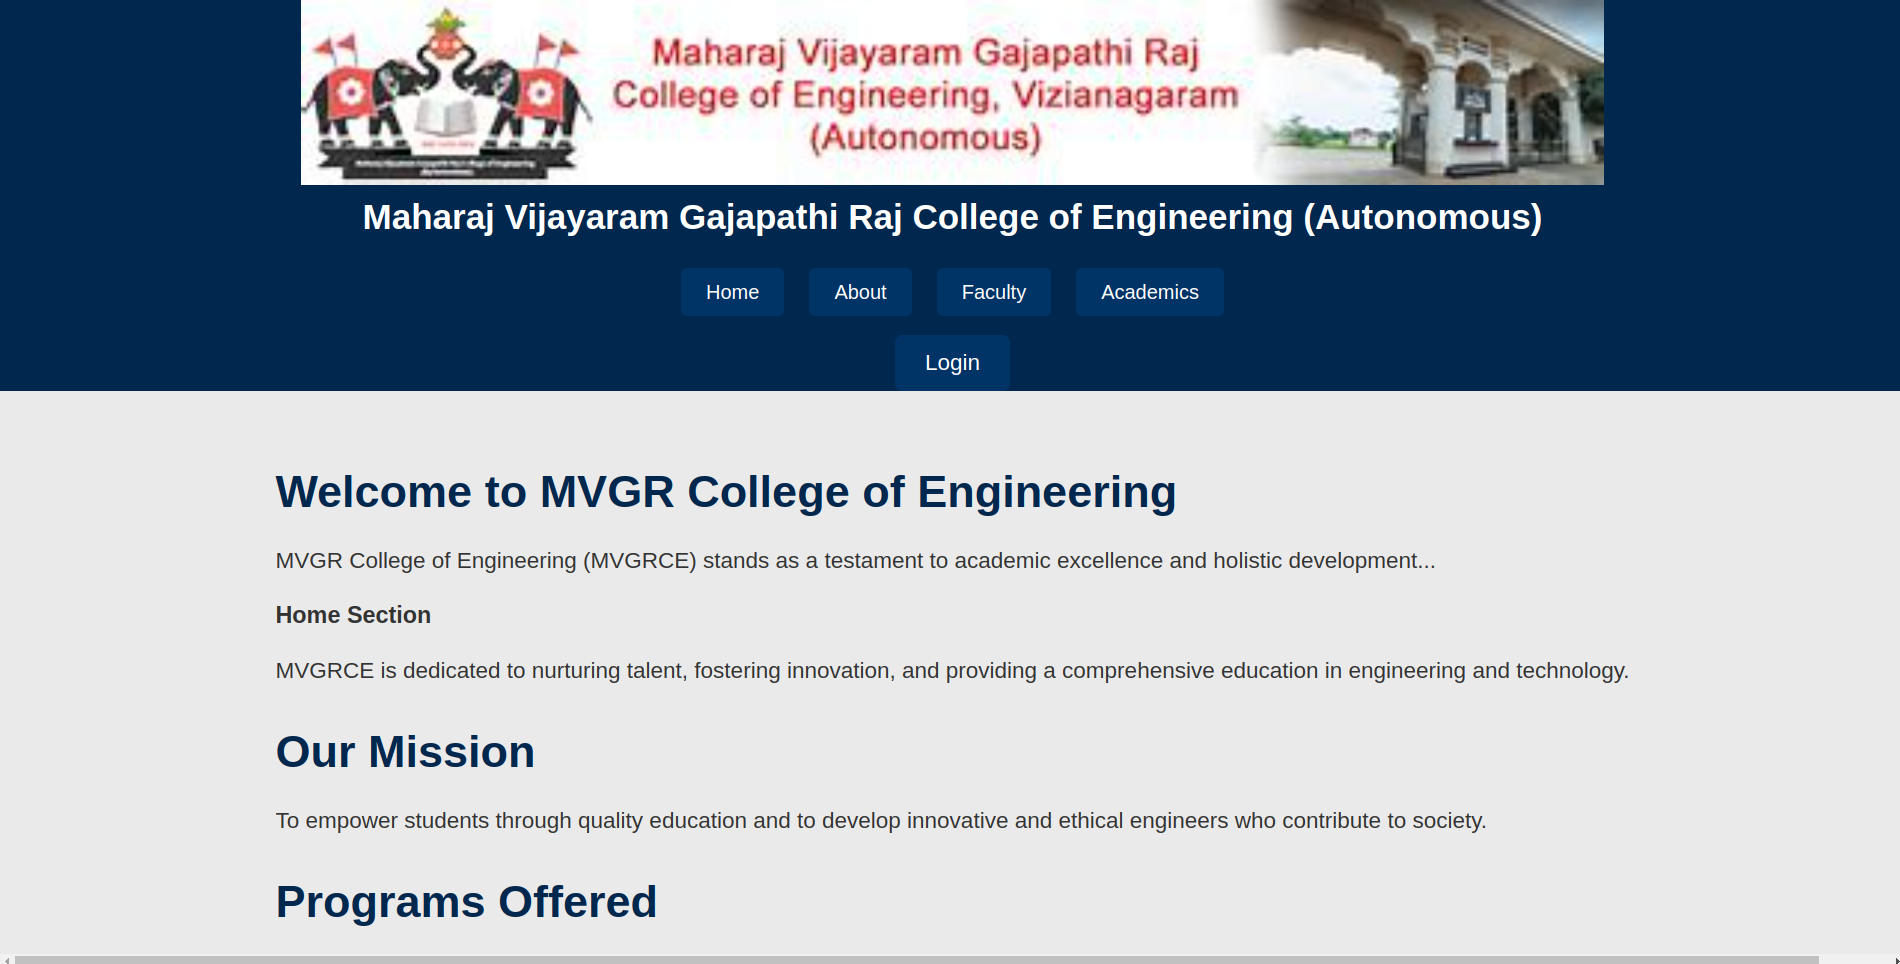 Maharaj Vijayaram Gajapathi Raj
College of Engineering, Vizianagaram
(Autonomous)
Maharaj Vijayaram Gajapathi Raj College of Engineering (Autonomous)
Home About Faculty Academics
Login
Welcome to MVGR College of Engineering
MVGR College of Engineering (MVGRCE) stands as a testament to academic excellence and holistic development...
Home Section
MVGRCE is dedicated to nurturing talent, fostering innovation, and providing a comprehensive education in engineering and technology.
Our Mission
To empower students through quality education and to develop innovative and ethical engineers who contribute to society.
Programs Offered